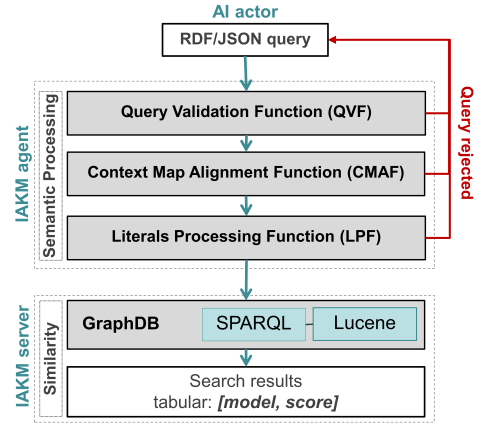 AI actor
RDF/JSON query
IAKM agent
Semantic Processing
Query Validation Function (QVF)
Context Map Alignment Function (CMAF)
Literals Processing Function (LPF)
Query rejected
IAKM server
Similarity
GraphDB
SPARQL
Lucene
Search results
tabular: [model, score]